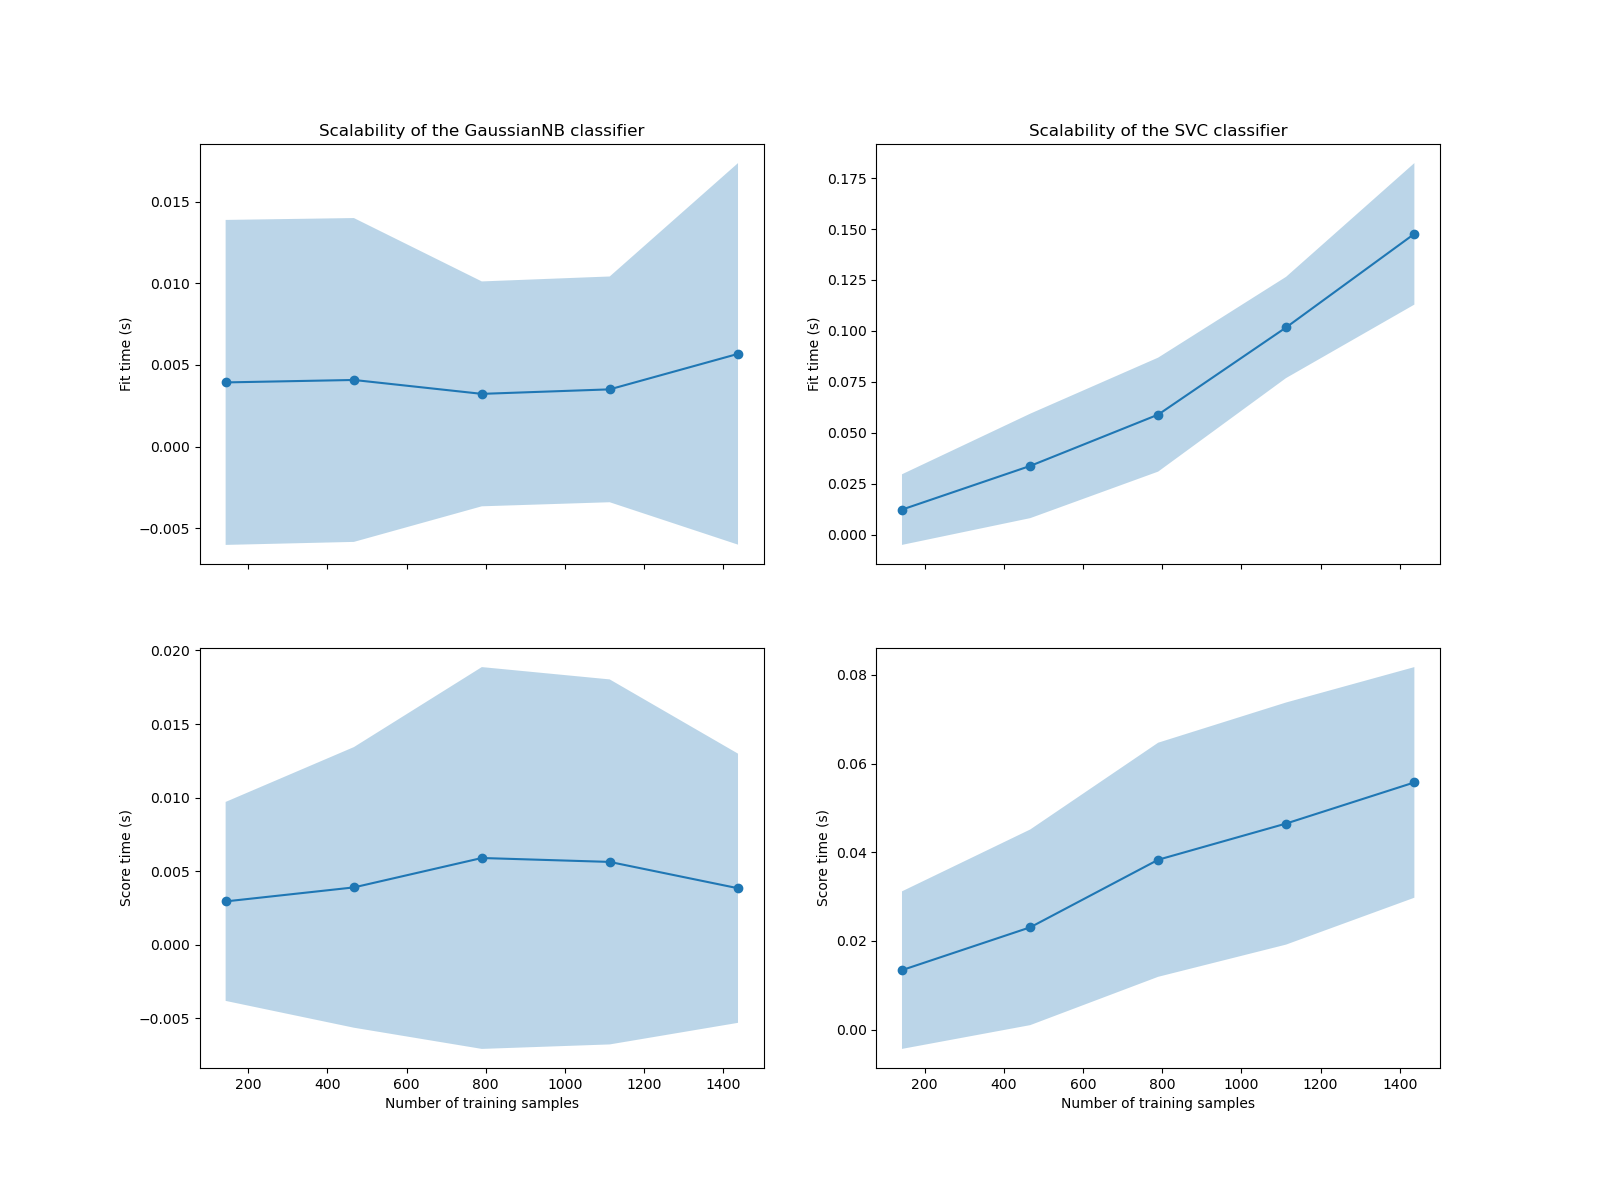 Scalability of the GaussianNB classifier
Fit time (s)
0.015
0.010
0.005
0.000
−0.005
Scalability of the SVC classifier
Fit time (s)
0.175
0.150
0.125
0.100
0.075
0.050
0.025
0.000
Score time (s)
0.020
0.015
0.010
0.005
0.000
−0.005
200 400 600 800 1000 1200 1400
Number of training samples
Score time (s)
0.08
0.06
0.04
0.02
0.00
200 400 600 800 1000 1200 1400
Number of training samples